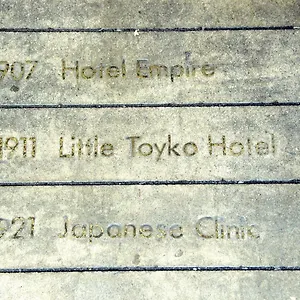 907 Hotel Empire
1911 Little Toyko Hotel
921 Japanese Clinic